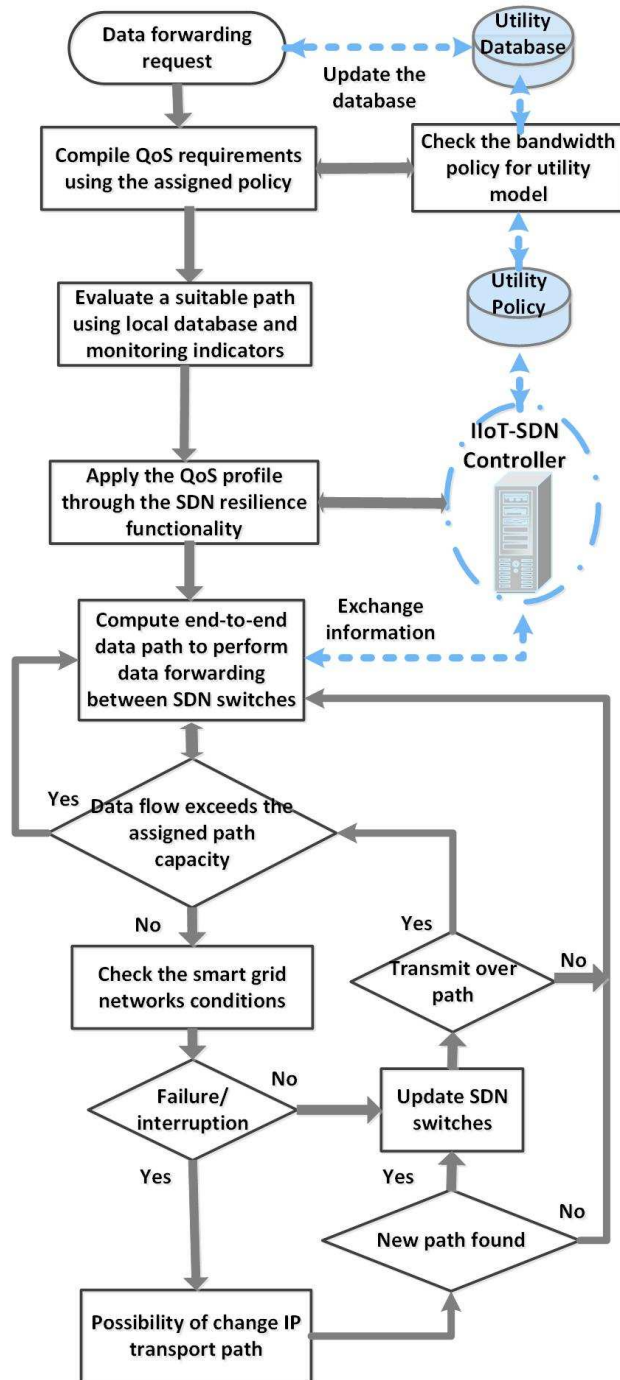 Data forwarding
request
Utility
Database
Update the
database
Compile QoS requirements
using the assigned policy
Check the bandwidth
policy for utility
model
Evaluate a suitable path
using local database and
monitoring indicators
Utility
Policy
IIoT-SDN
Controller
Apply the QoS profile
through the SDN resilience
functionality
Exchange
information
Compute end-to-end
data path to perform
data forwarding
between SDN switches
Yes
Data flow exceeds the
assigned path
capacity
No
Check the smart grid
networks conditions
Yes
Transmit over
path
No
Failure/
interruption
No
Update SDN
switches
Yes
Yes
New path found
No
Possibility of change IP
transport path